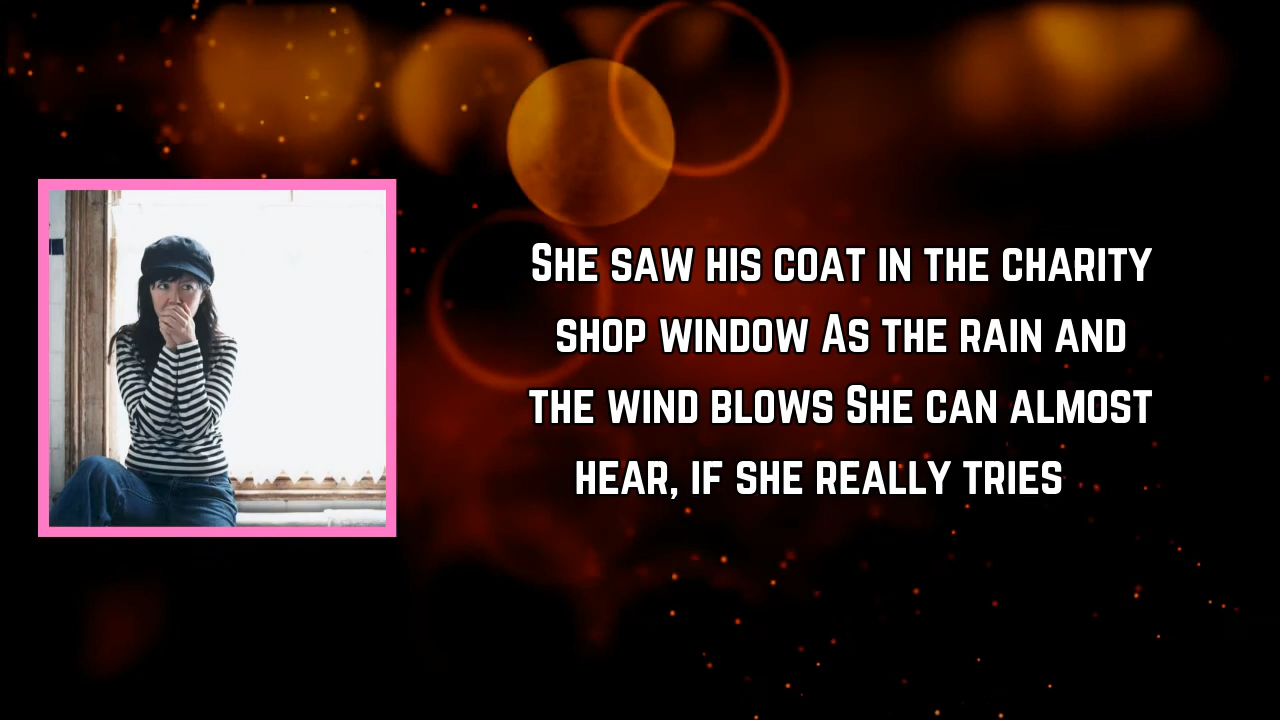 She saw his coat in the charity
shop window As the rain and
the wind blows She can almost
hear, if she really tries